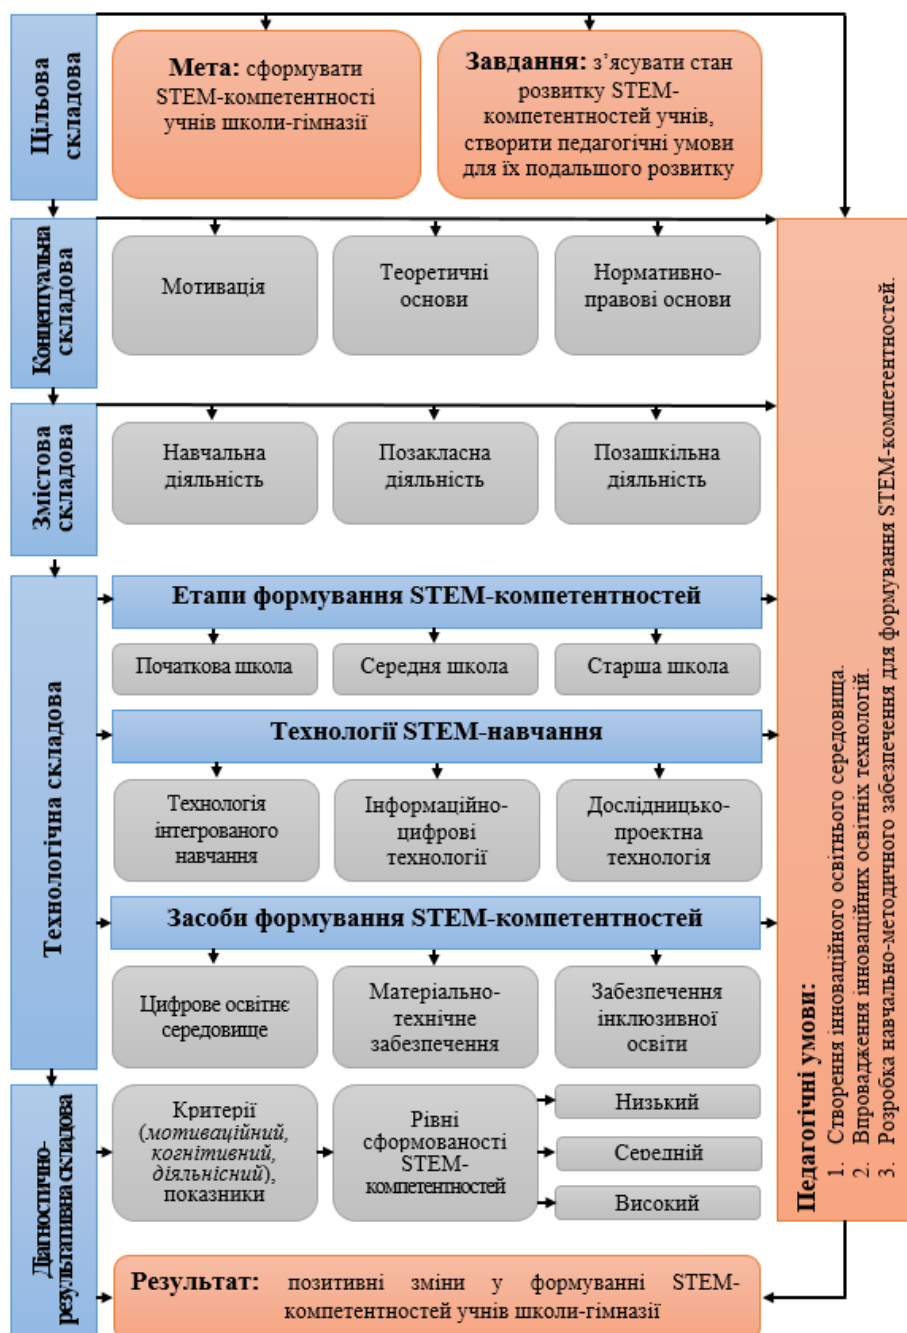 Цільова
складова
Мета: сформувати
STEM-компетентності
учнів школи-гімназії
Завдання: з’ясувати стан
розвитку STEM-
компетентностей учнів,
створити педагогічні умови
для їх подальшого розвитку
Концептуальна
складова
Мотивація
Теоретичні
основи
Нормативно-
правові основи
Змістова
складова
Навчальна
діяльність
Позакласна
діяльність
Позашкільна
діяльність
Технологічна складова
Етапи формування STEM-компетентностей
Початкова школа
Середня школа
Старша школа
Технології STEM-навчання
Технологія
інтегрованого
навчання
Інформаційно-
цифрові
технології
Дослідницько-
проектна
технологія
Засоби формування STEM-компетентностей
Цифрове освітнє
середовище
Матеріально-
технічне
забезпечення
Забезпечення
інклюзивної
освіти
Діагностично-
результативна складова
Критерії
(мотиваційний,
когнітивний,
діяльнісний),
показники
Рівні
сформованості
STEM-
компетентностей
Низький
Середній
Високий
Результат: позитивні зміни у формуванні STEM-
компетентностей учнів школи-гімназії
Педагогічні умови:
1. Створення інноваційного освітнього середовища.
2. Впровадження інноваційних освітніх технологій.
3. Розробка навчально-методичного забезпечення для формування STEM-компетентностей.